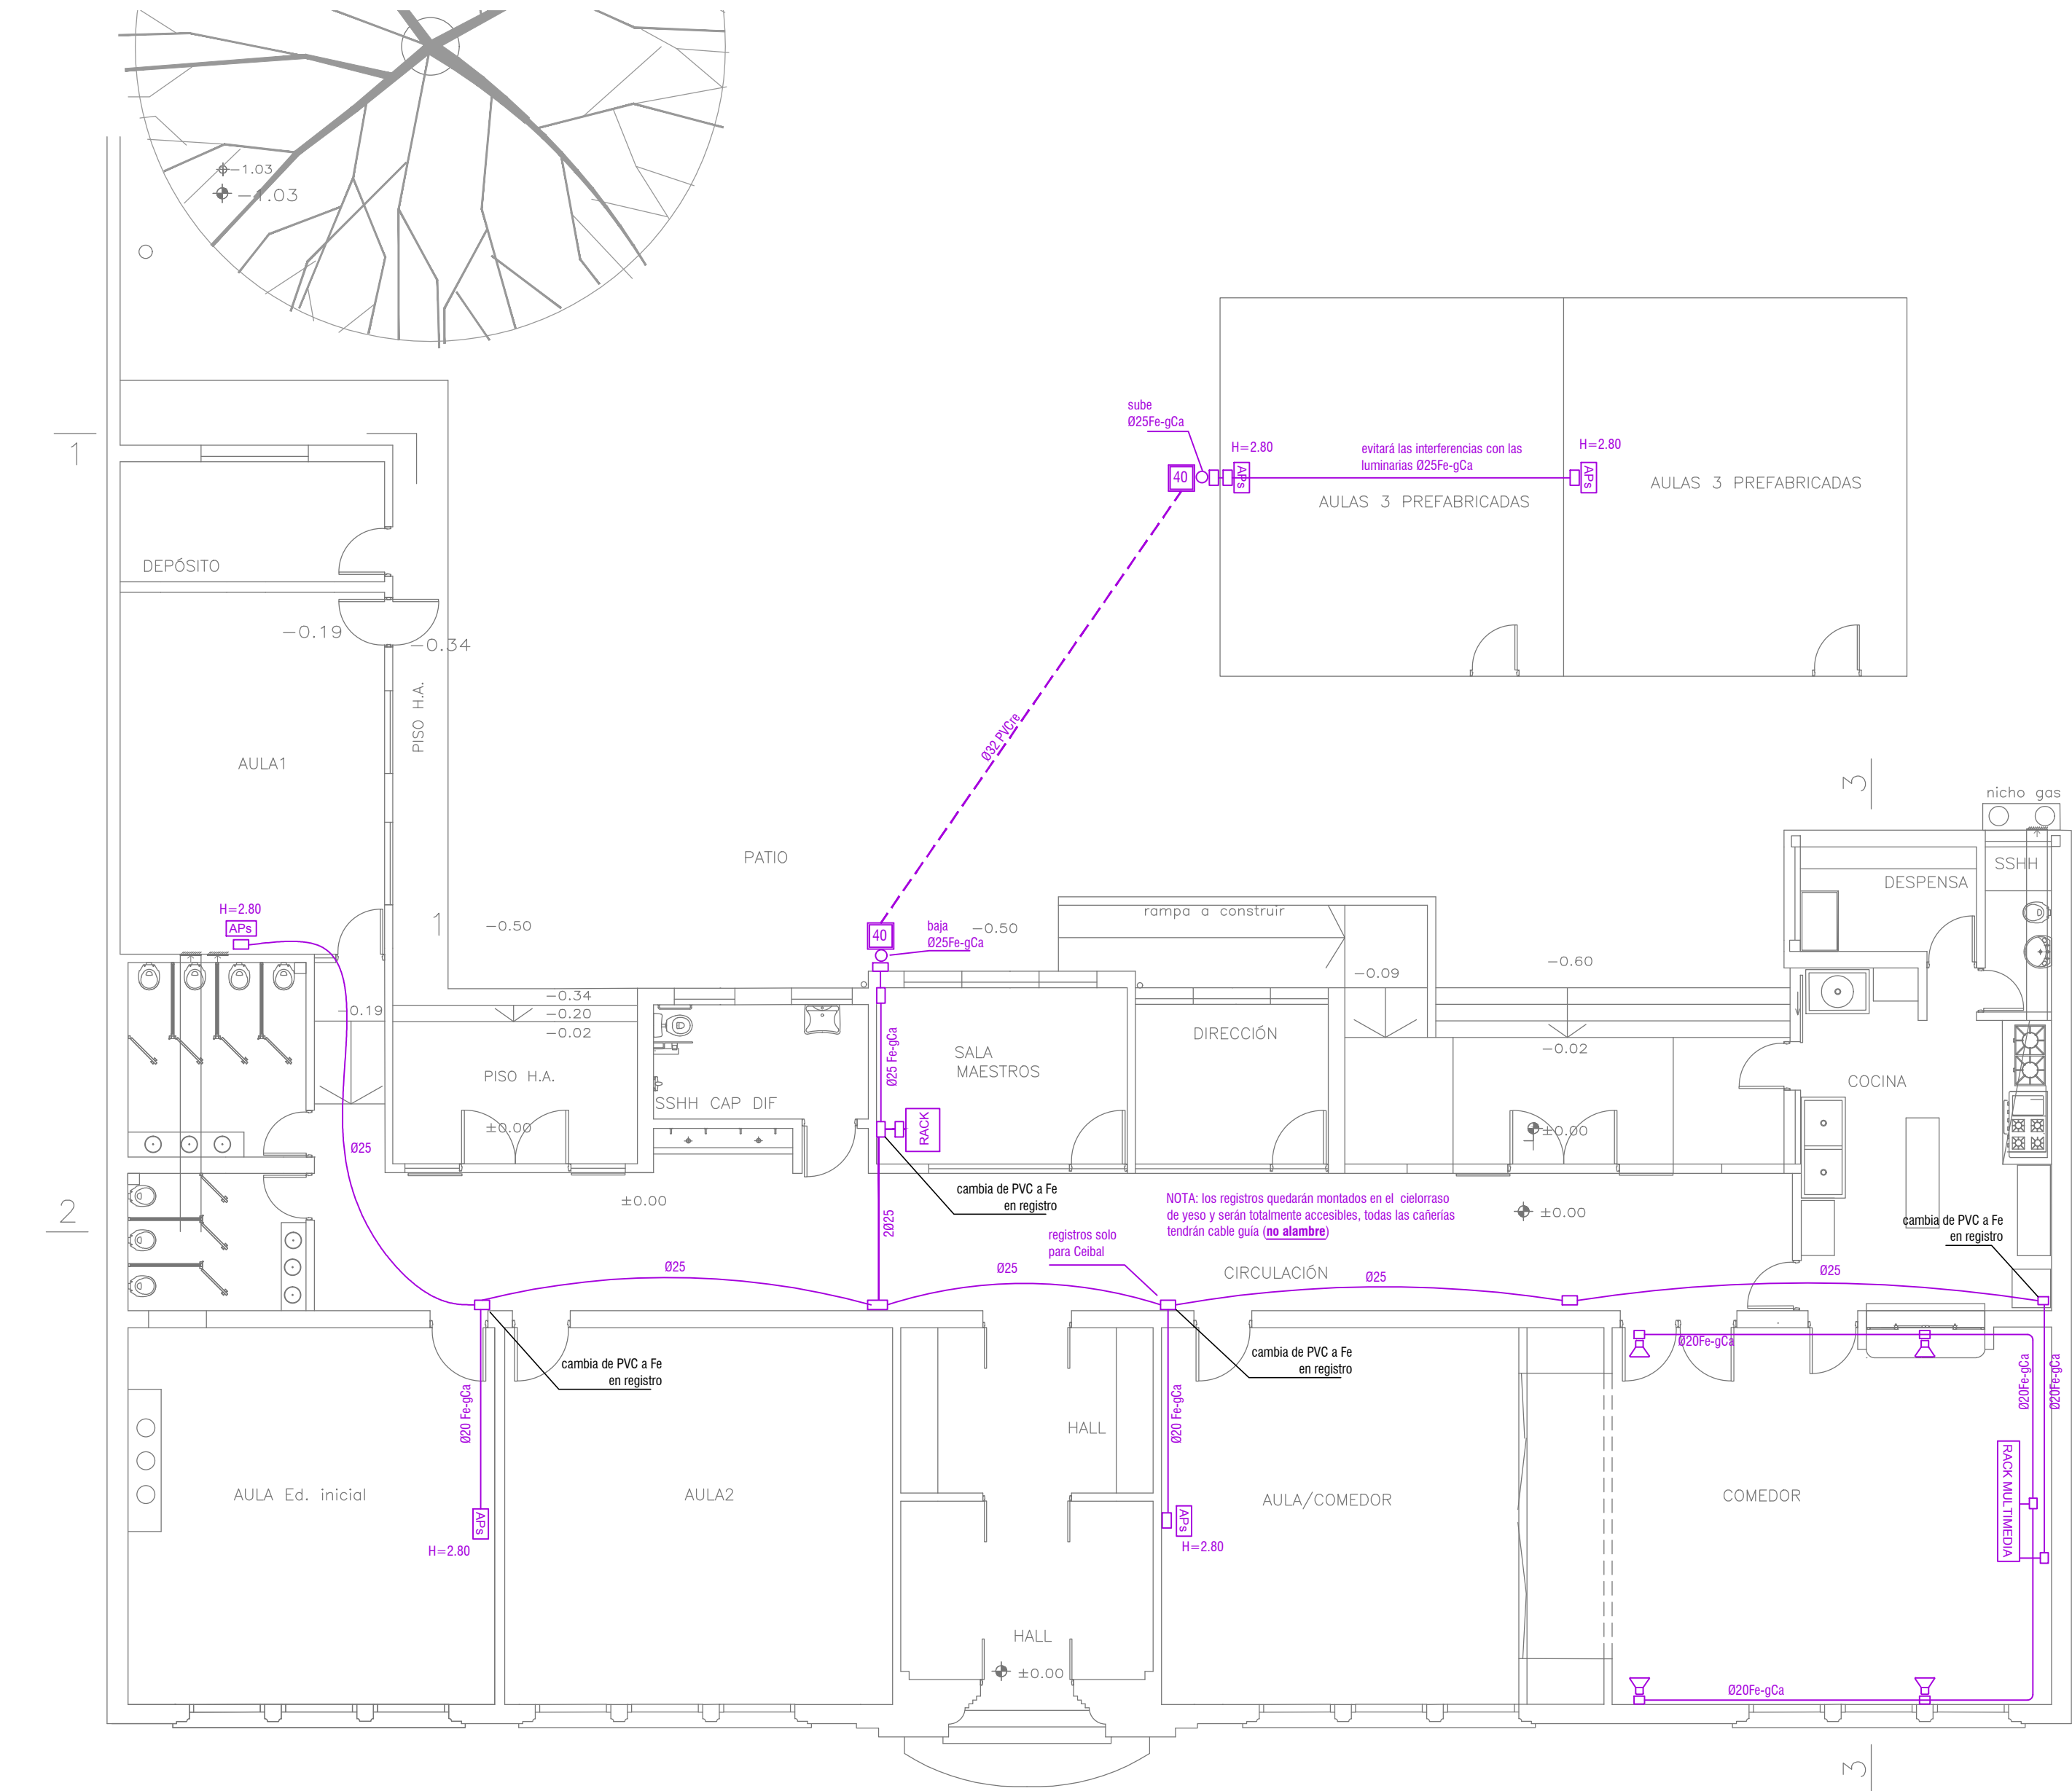 -1.03
-1.03
sube
Ø25Fe-gCa
1
H=2.80
evitará las interferencias con las
luminarias Ø25Fe-gCa
H=2.80
40
APs
APs
AULAS 3 PREFABRICADAS
AULAS 3 PREFABRICADAS
DEPÓSITO
-0.19
-0.34
PISO H.A.
Ø32 PVCre
AULA1
3
nicho gas
PATIO
SSHH
DESPENSA
H=2.80
APs
1
-0.50
40
baja
Ø25Fe-gCa
-0.50
rampa a construir
-0.09
-0.60
-0.19
-0.34
-0.20
-0.02
Ø25 Fe-gCa
SALA
MAESTROS
DIRECCIÓN
-0.02
COCINA
PISO H.A.
SSHH CAP DIF
±0.00
RACK
±0.00
Ø25
cambia de PVC a Fe
en registro
NOTA: los registros quedarán montados en el cielorraso
de yeso y serán totalmente accesibles, todas las cañerías
tendrán cable guía (no alambre)
2
±0.00
2Ø25
±0.00
cambia de PVC a Fe
en registro
registros solo
para Ceibal
Ø25
Ø25
CIRCULACIÓN
Ø25
Ø25
cambia de PVC a Fe
en registro
cambia de PVC a Fe
en registro
Ø20Fe-gCa
Ø20 Fe-gCa
HALL
Ø20 Fe-gCa
Ø20Fe-gCa
Ø20Fe-gCa
AULA Ed. inicial
AULA2
AULA/COMEDOR
COMEDOR
RACK MULTIMEDIA
APs
H=2.80
APs
H=2.80
HALL
±0.00
Ø20Fe-gCa
3